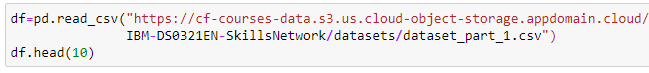 df=pd.read_csv("https://cf-courses-data.s3.us.cloud-object-storage.appdomain.cloud/
IBM-DS0321EN-SkillsNetwork/datasets/dataset_part_1.csv")
df.head(10)